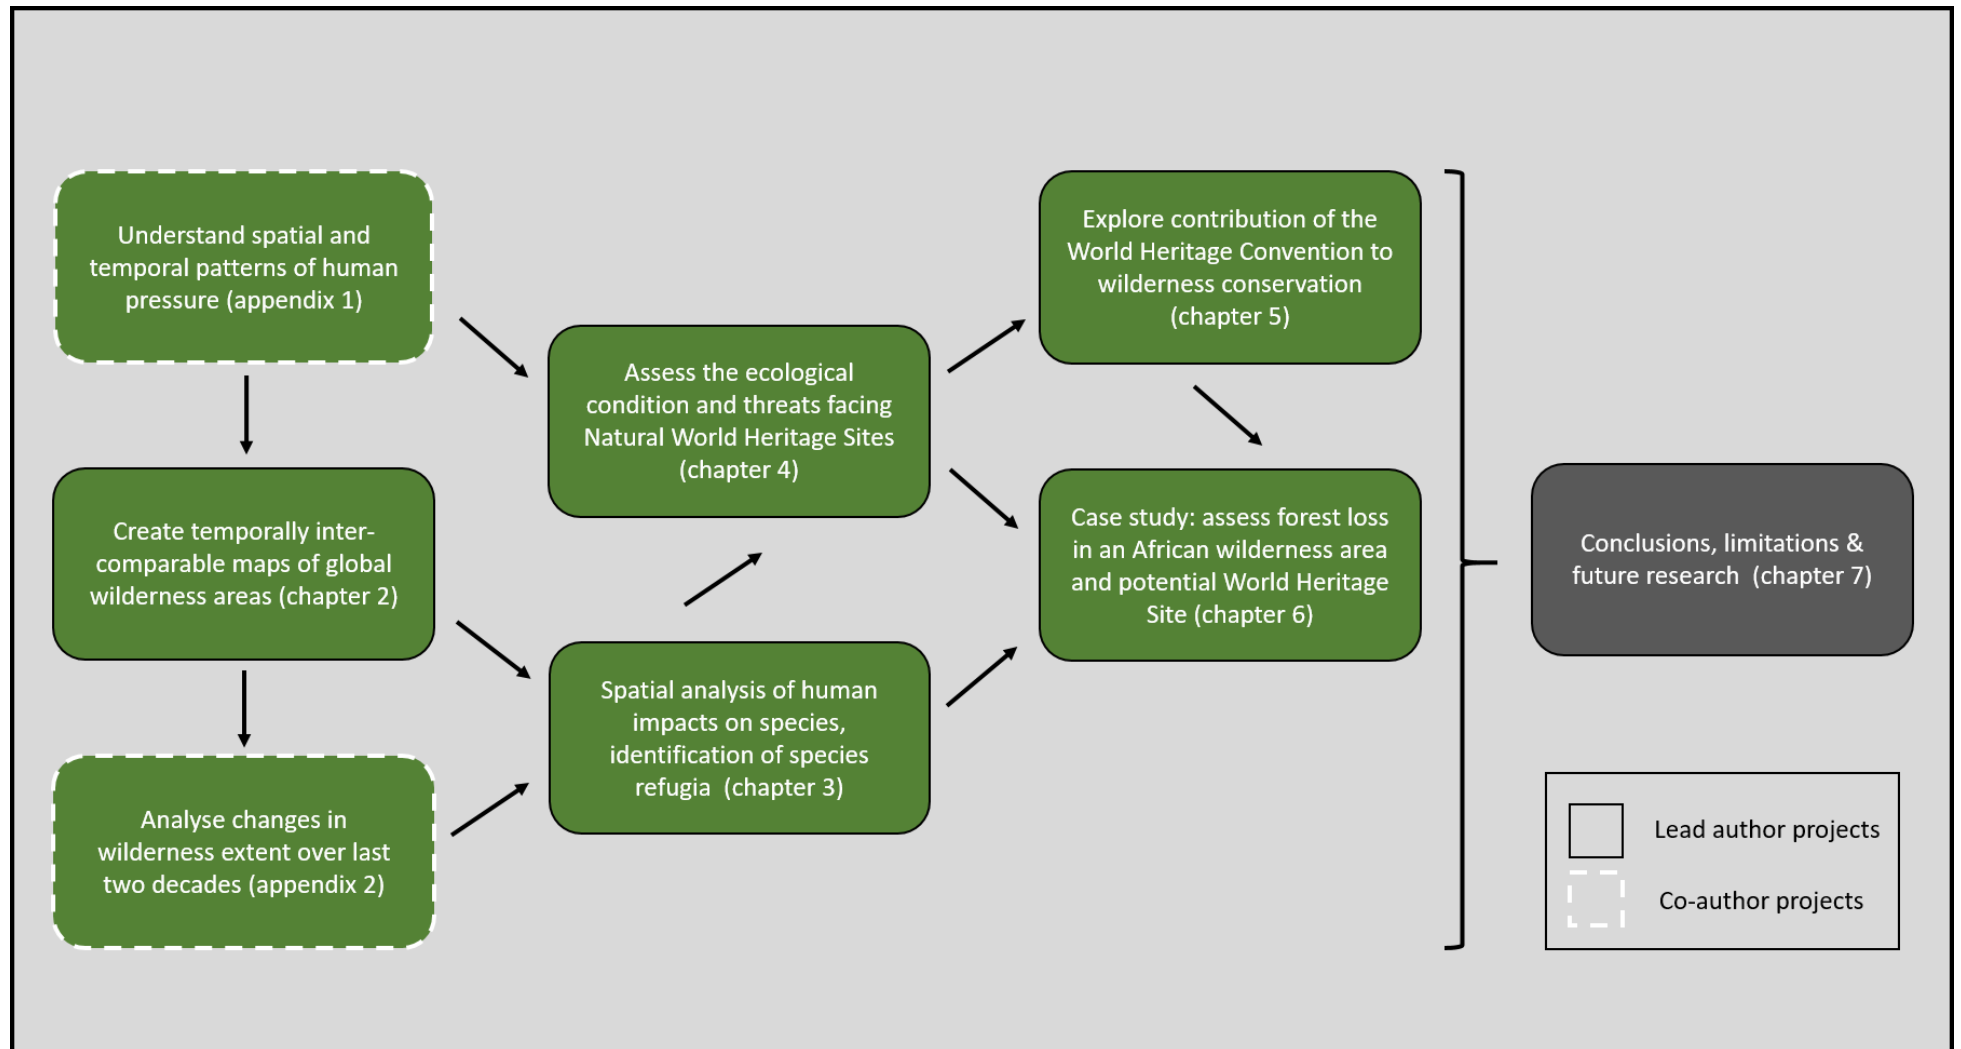 Understand spatial and
temporal patterns of human
pressure (appendix 1)
Create temporally inter-
comparable maps of global
wilderness areas (chapter 2)
Analyse changes in
wilderness extent over last
two decades (appendix 2)
Assess the ecological
condition and threats facing
Natural World Heritage Sites
(chapter 4)
Spatial analysis of human
impacts on species,
identification of species
refugia  (chapter 3)
Explore contribution of the
World Heritage Convention to
wilderness conservation
(chapter 5)
Case study: assess forest loss
in an African wilderness area
and potential World Heritage
Site (chapter 6)
Conclusions, limitations &
future research  (chapter 7)
Lead author projects
Co-author projects